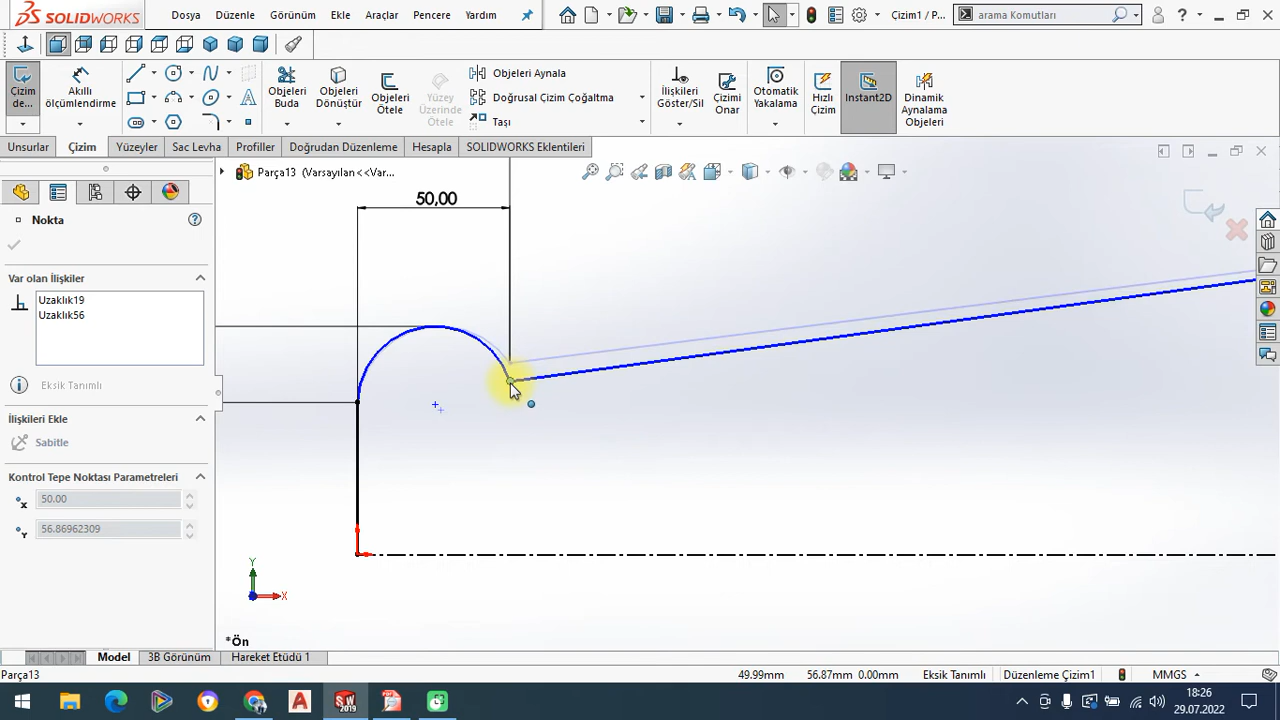 SOLIDWORKS
Dosya Düzenle Görünüm Ekle Araçlar Pencere Yardım
Çizim1 / P...
arama Komutları
Çizim de...
Akıllı ölçümlendirme
Objeleri Buda
Objeleri Dönüştür
Objeleri Ötele
Yüzey Üzerinde Ötele
Objeleri Aynala
Doğrusal Çizim Çoğaltma
Taşı
İlişkileri Göster/Sil
Çizimi Onar
Otomatik Yakalama
Hızlı Çizim
Instant2D
Dinamik Aynalama Objeleri
Unsurlar Çizim Yüzeyler Sac Levha Profiller Doğrudan Düzenleme Hesapla SOLIDWORKS Eklentileri
Parça13 (Varsayılan<<Var...
Nokta
Var olan İlişkiler
Uzaklık19
Uzaklık56
Eksik Tanımlı
İlişkileri Ekle
Sabitle
Kontrol Tepe Noktası Parametreleri
50.00
56.86962309
50,00
Y
X
*Ön
Model 3B Görünüm Hareket Etüdü 1
Parça13 49.99mm 56.87mm 0.00mm Eksik Tanımlı Düzenleme Çizim1 MMGS
18:26
29.07.2022